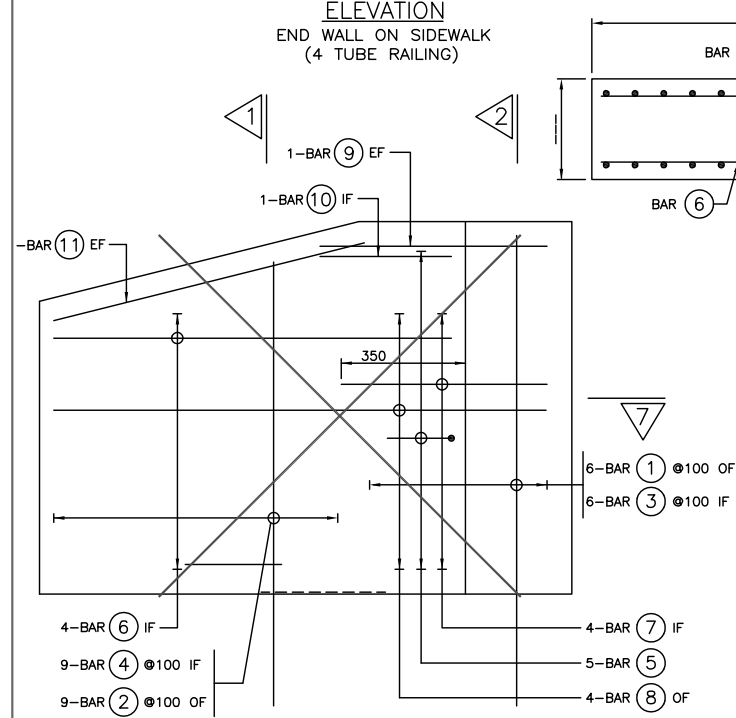 ELEVATION
END WALL ON SIDEWALK
(4 TUBE RAILING)
BAR
1
2
1-BAR 9 EF
1-BAR 10 IF
BAR 6
-BAR 11 EF
350
7
6-BAR 1 @100 OF
6-BAR 3 @100 IF
4-BAR 6 IF
4-BAR 7 IF
9-BAR 4 @100 IF
5-BAR 5
9-BAR 2 @100 OF
4-BAR 8 OF